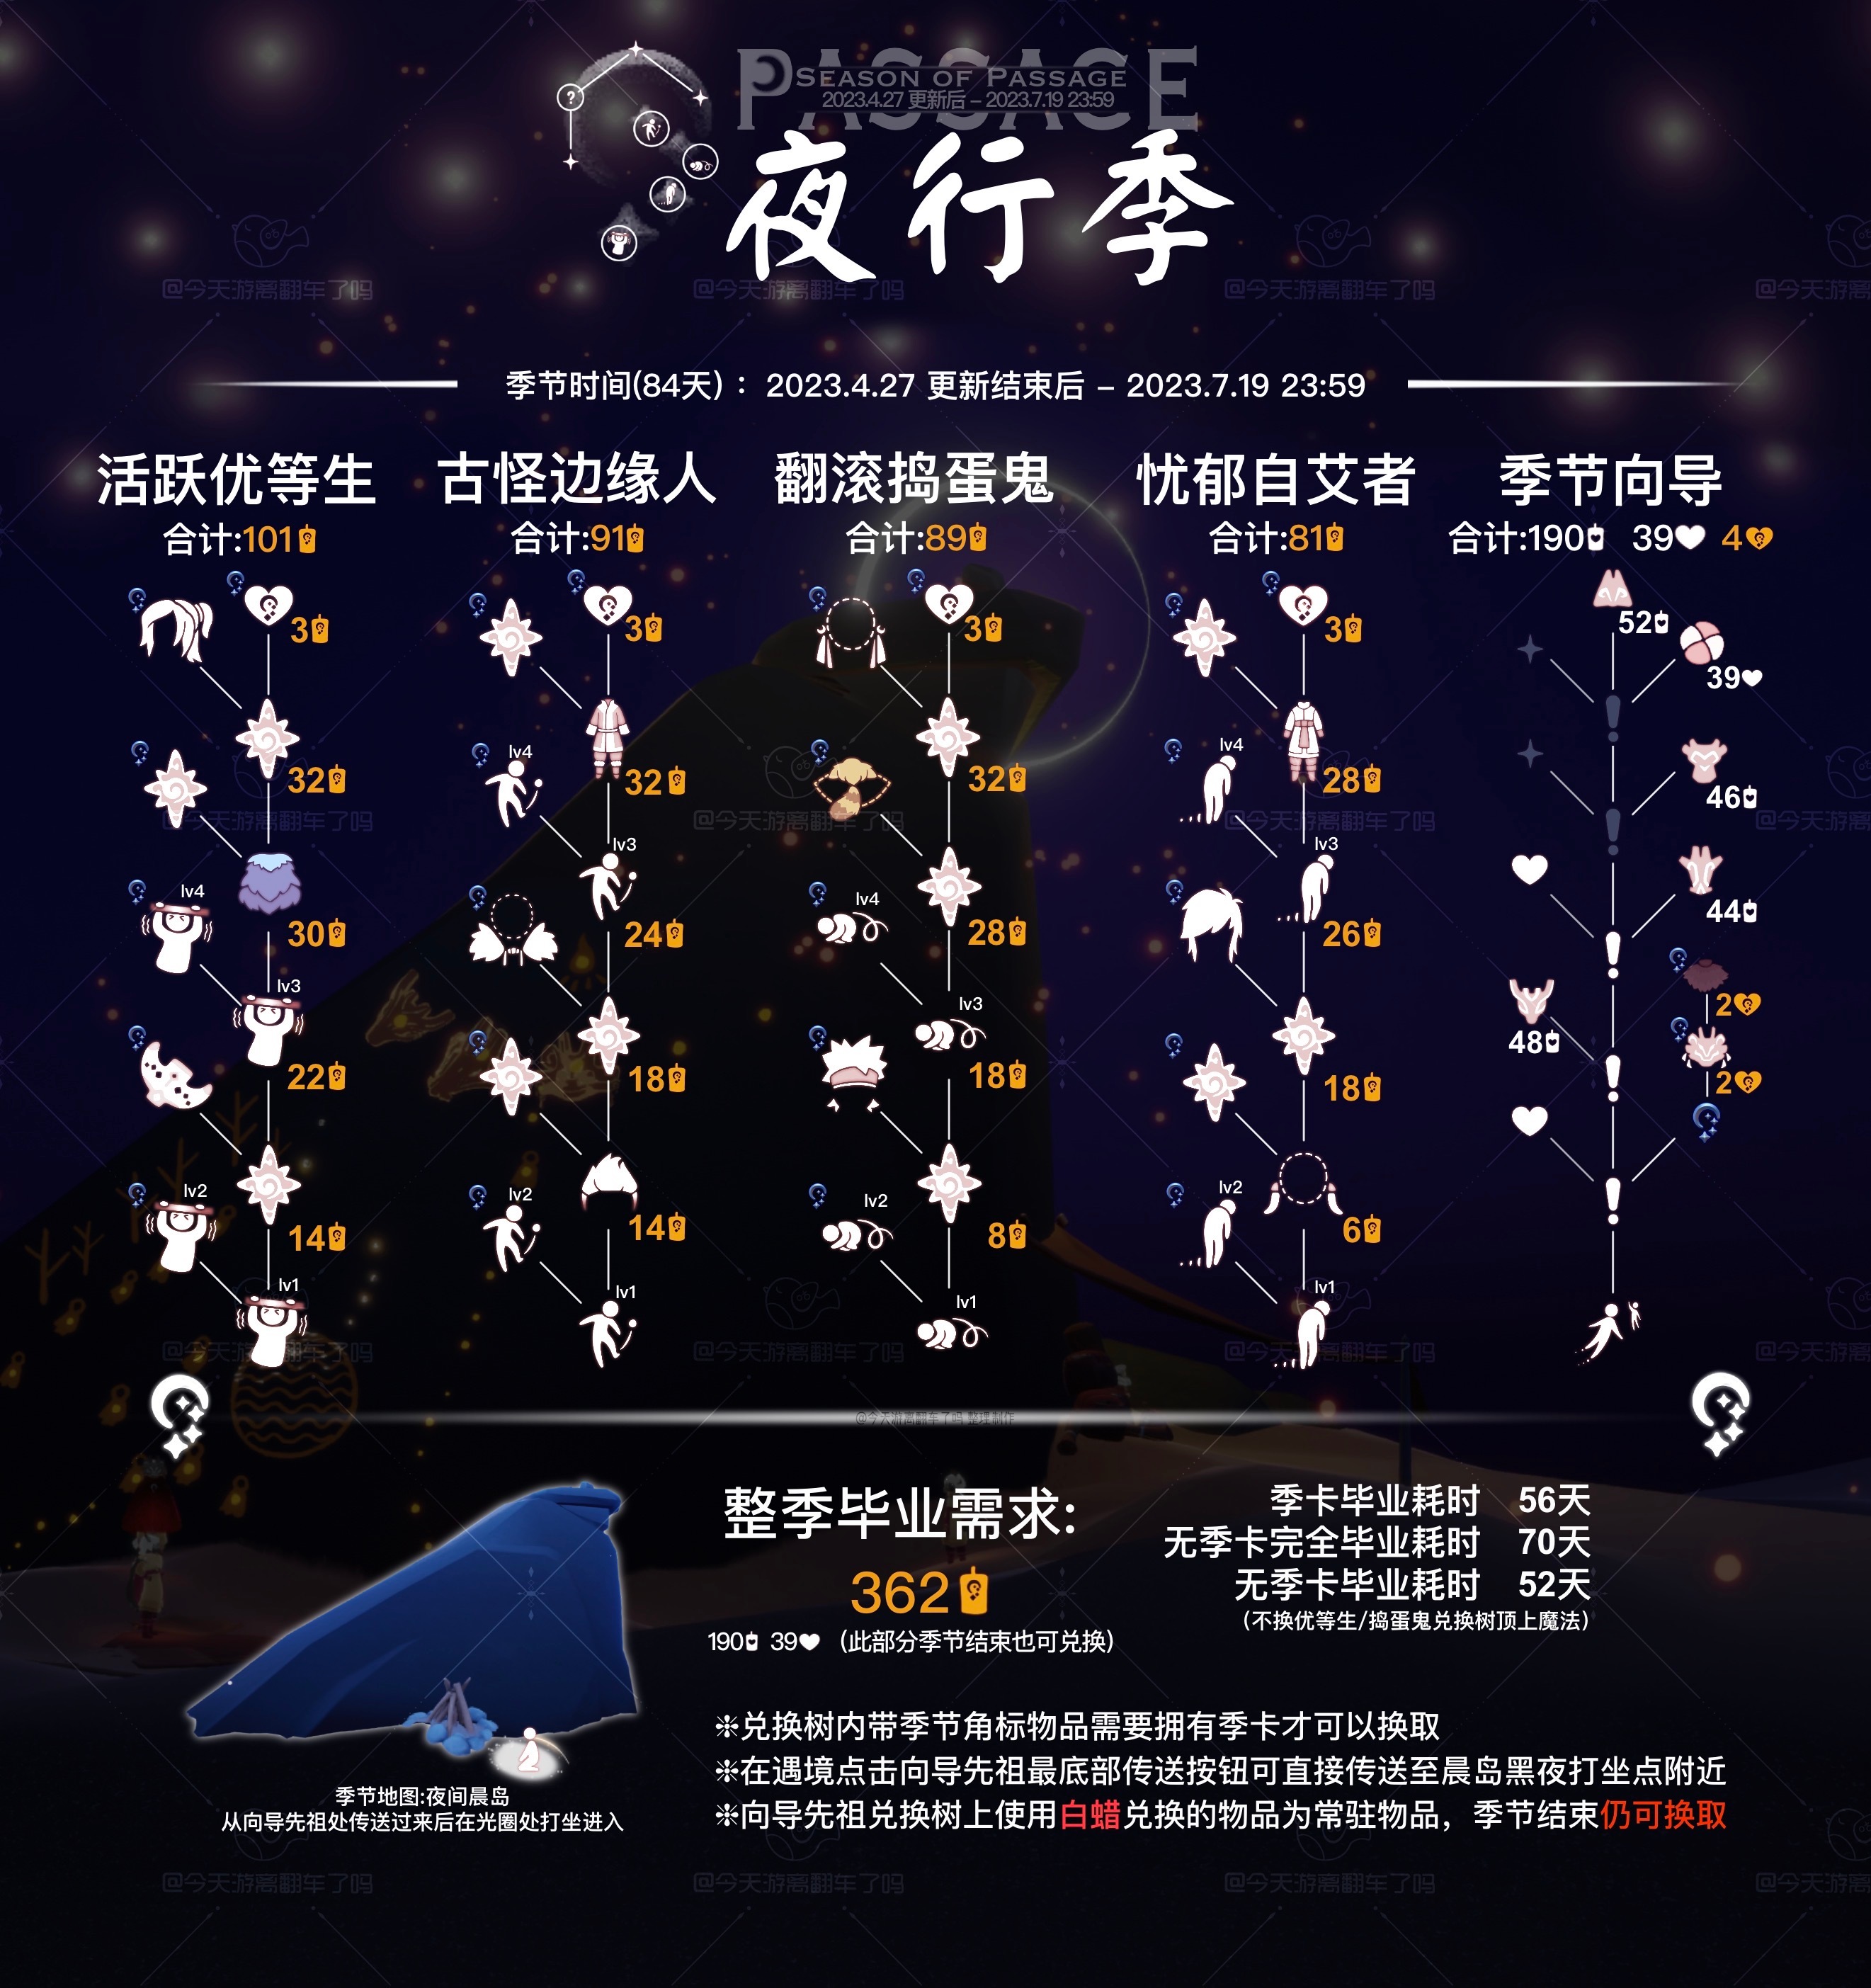 PASSAGE
SEASON OF PASSAGE
2023.4.27 更新后 – 2023.7.19 23:59
夜行季
季节时间(84天) : 2023.4.27 更新结束后 – 2023.7.19 23:59
活跃优等生
合计:101
3
32
30
lv4
lv3
22
14
lv2
lv1
古怪边缘人
合计:91
3
lv4
32
lv3
24
18
14
lv2
lv1
翻滚捣蛋鬼
合计:89
3
32
lv4
28
lv3
18
lv2
8
lv1
忧郁自艾者
合计:81
3
lv4
28
lv3
26
18
lv2
6
lv1
季节向导
合计:190 39 4
52
39
46
44
2
48
2
@今天游离翻车了吗 整理制作
整季毕业需求:
362
190 39 (此部分季节结束也可兑换)
季卡毕业耗时 56天
无季卡完全毕业耗时 70天
无季卡毕业耗时 52天
(不换优等生/捣蛋鬼兑换树顶上魔法)
季节地图:夜间晨岛
从向导先祖处传送过来后在光圈处打坐进入
❉兑换树内带季节角标物品需要拥有季卡才可以换取
❉在遇境点击向导先祖最底部传送按钮可直接传送至晨岛黑夜打坐点附近
❉向导先祖兑换树上使用白蜡兑换的物品为常驻物品，季节结束仍可换取
@今天游离翻车了吗